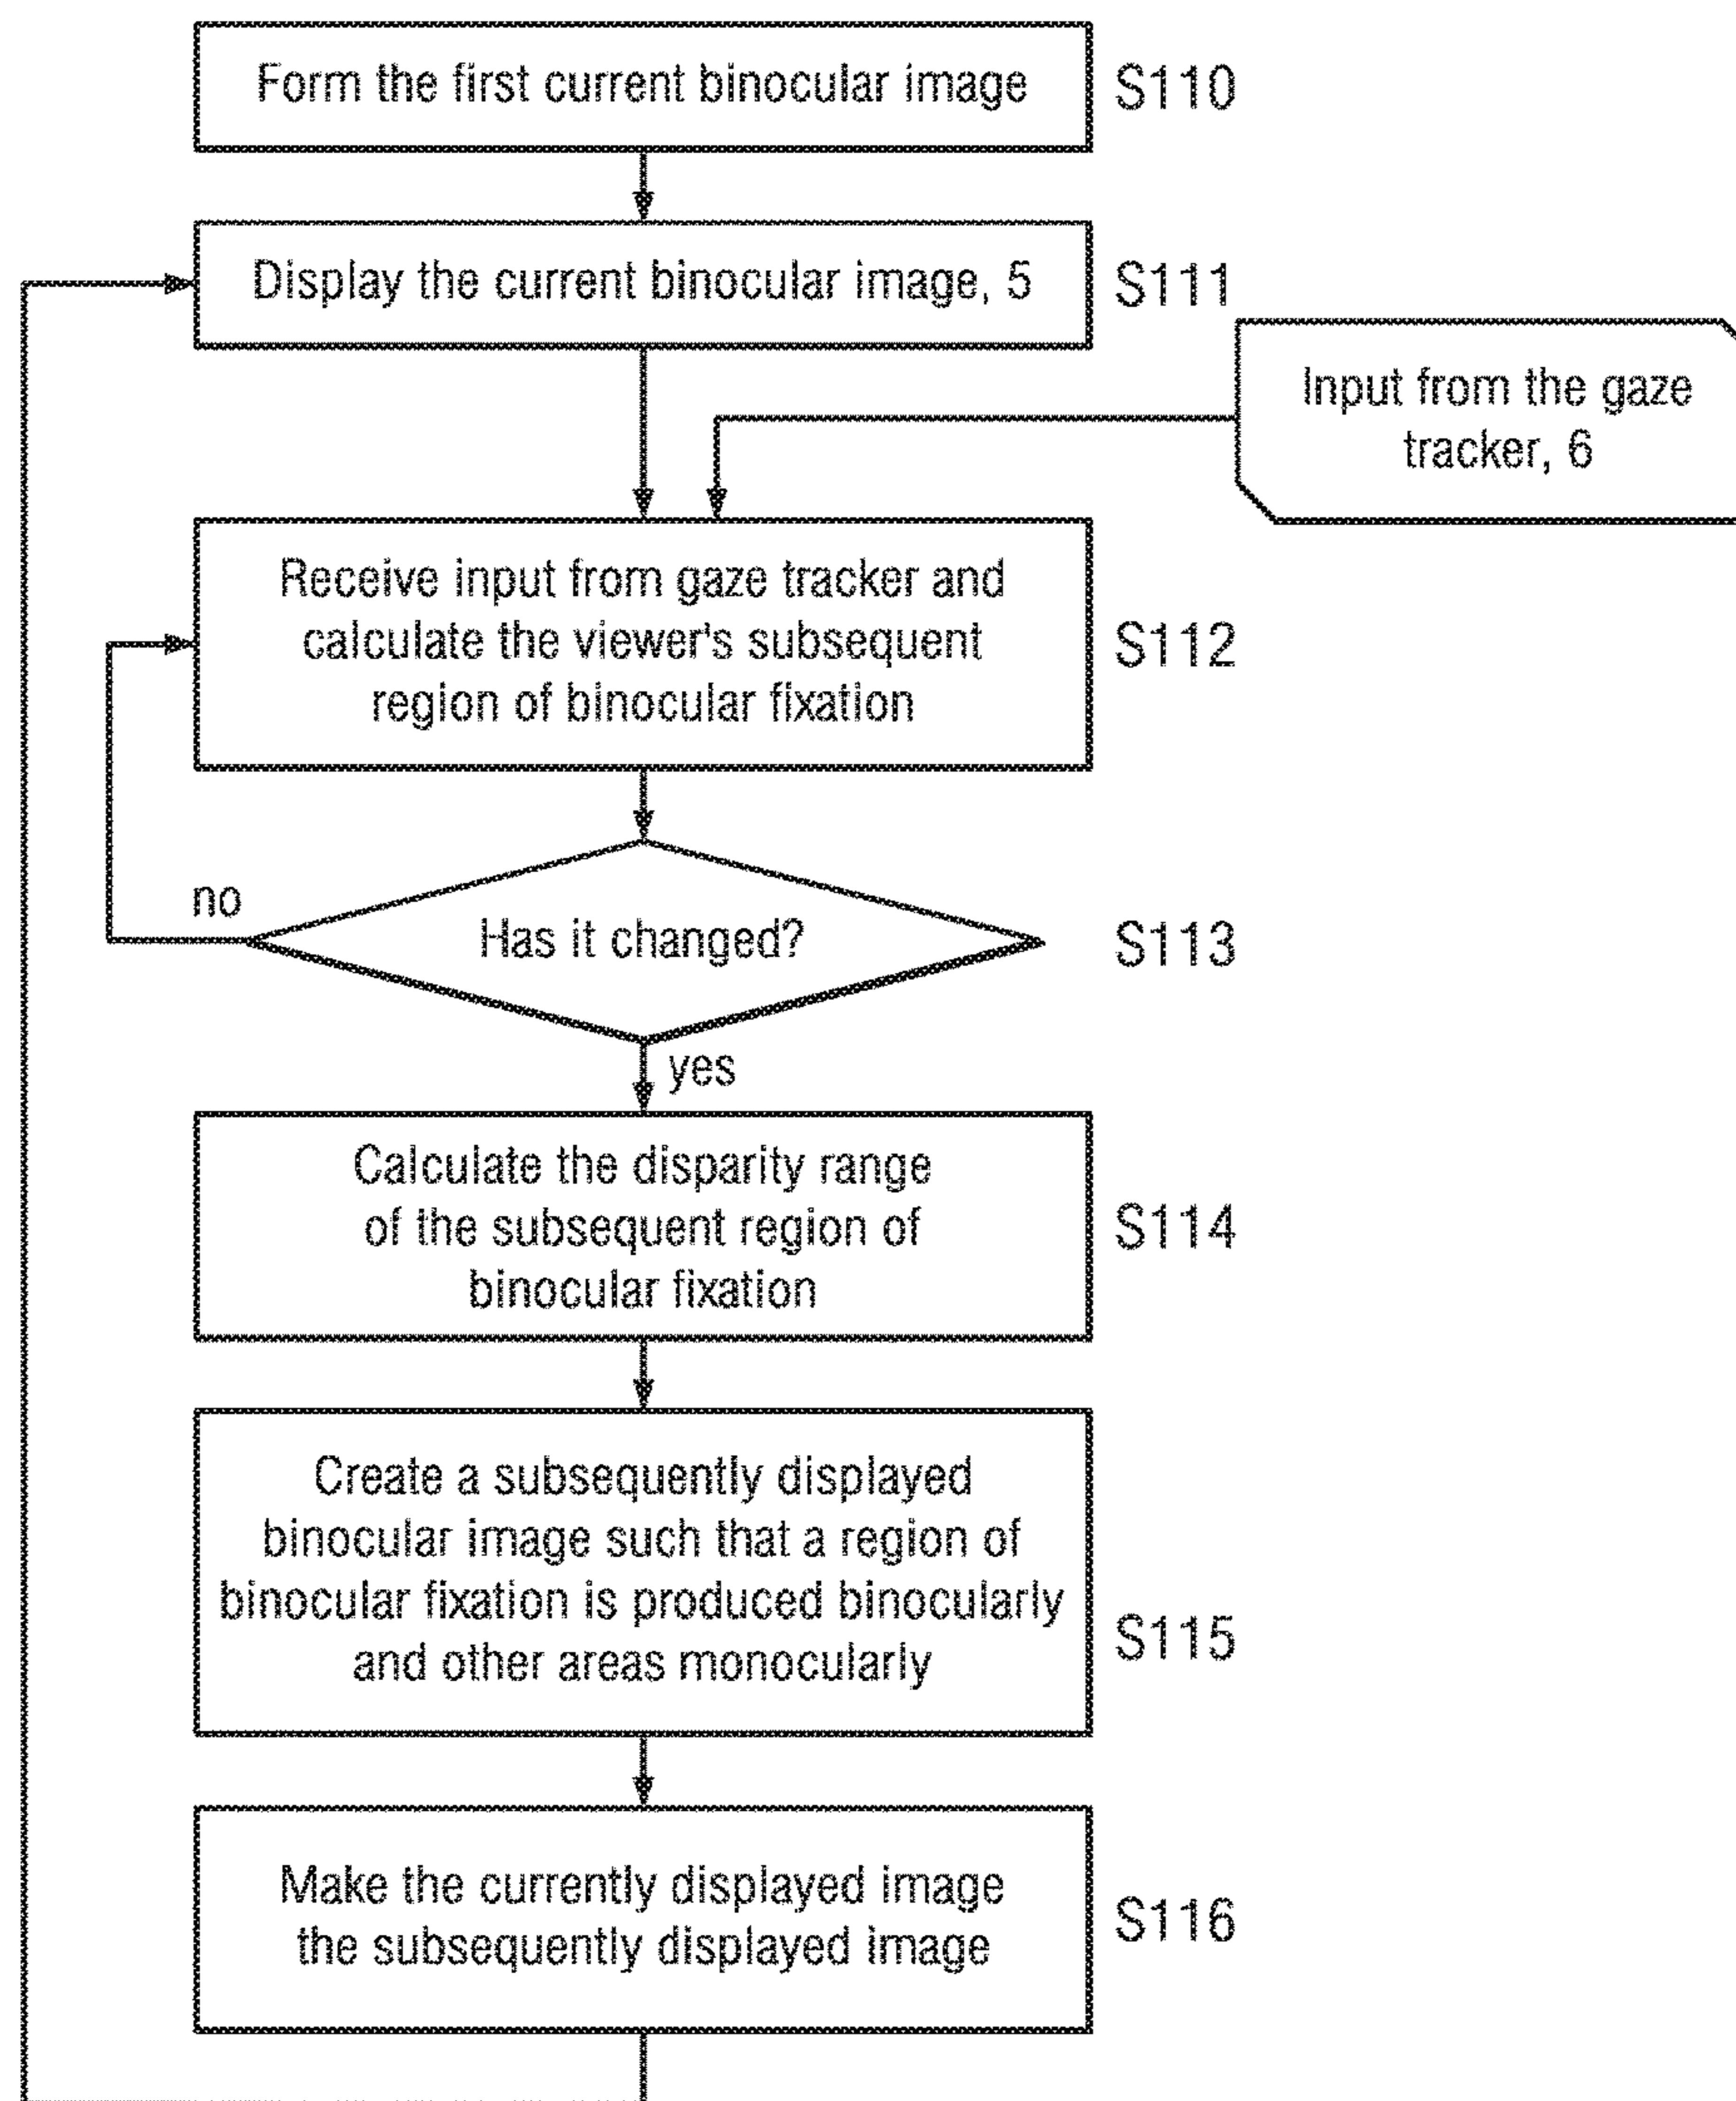 Form the first current binocular image
S110
Display the current binocular image, 5
S111
Input from the gaze
tracker, 6
Receive input from gaze tracker and
calculate the viewer's subsequent
region of binocular fixation
S112
no
Has it changed?
S113
yes
Calculate the disparity range
of the subsequent region of
binocular fixation
S114
Create a subsequently displayed
binocular image such that a region of
binocular fixation is produced binocularly
and other areas monocularly
S115
Make the currently displayed image
the subsequently displayed image
S116